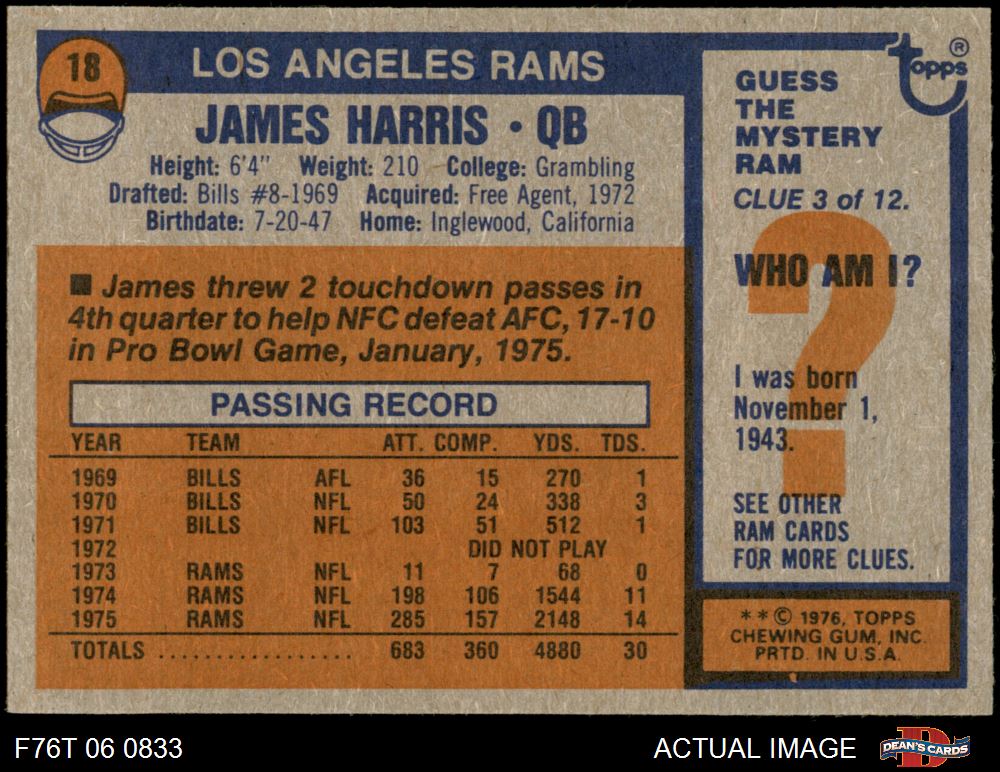 18
LOS ANGELES RAMS
JAMES HARRIS • QB
Height: 6'4" Weight: 210 College: Grambling
Drafted: Bills #8-1969 Acquired: Free Agent, 1972
Birthdate: 7-20-47 Home: Inglewood, California
■ James threw 2 touchdown passes in
4th quarter to help NFC defeat AFC, 17-10
in Pro Bowl Game, January, 1975.
PASSING RECORD
YEAR TEAM ATT. COMP. YDS. TDS.
1969 BILLS AFL 36 15 270 1
1970 BILLS NFL 50 24 338 3
1971 BILLS NFL 103 51 512 1
1972 DID NOT PLAY
1973 RAMS NFL 11 7 68 0
1974 RAMS NFL 198 106 1544 11
1975 RAMS NFL 285 157 2148 14
TOTALS .................. 683 360 4880 30
Topps ®
GUESS
THE
MYSTERY
RAM
CLUE 3 of 12.
WHO AM I?
?
I was born
November 1,
1943.
SEE OTHER
RAM CARDS
FOR MORE CLUES.
* * © 1976, TOPPS
CHEWING GUM, INC.
PRTD. IN U.S.A.
F76T 06 0833
ACTUAL IMAGE
D
DEAN'S CARDS